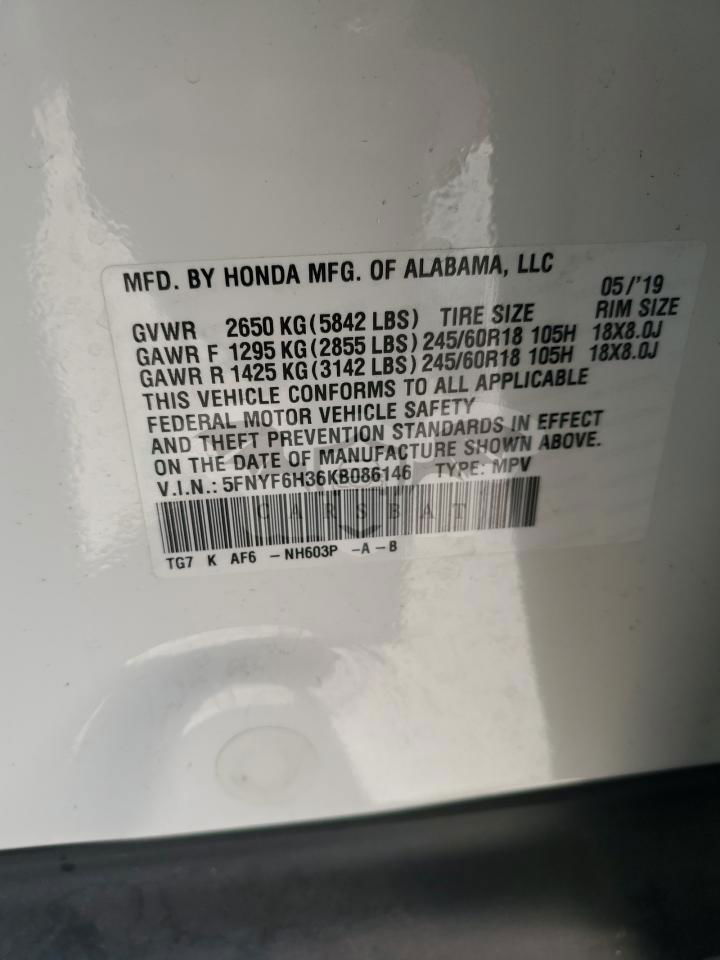 MFD. BY HONDA MFG. OF ALABAMA, LLC 05/'19
GVWR 2650 KG (5842 LBS) TIRE SIZE RIM SIZE
GAWR F 1295 KG (2855 LBS) 245/60R18 105H 18X8.0J
GAWR R 1425 KG (3142 LBS) 245/60R18 105H 18X8.0J
THIS VEHICLE CONFORMS TO ALL APPLICABLE
FEDERAL MOTOR VEHICLE SAFETY
AND THEFT PREVENTION STANDARDS IN EFFECT
ON THE DATE OF MANUFACTURE SHOWN ABOVE.
V.I.N.: 5FNYF6H36KB086146 TYPE: MPV
CARSBAT
TG7 K AF6 -NH603P -A-B